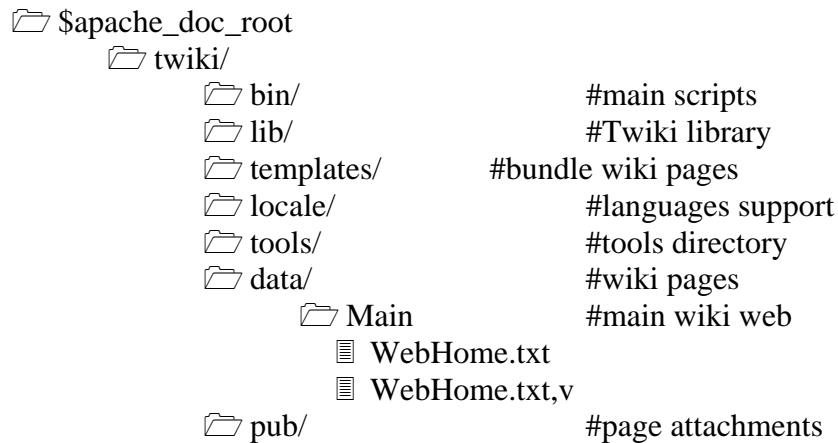 $apache_doc_root
twiki/
bin/ #main scripts
lib/ #Twiki library
templates/ #bundle wiki pages
locale/ #languages support
tools/ #tools directory
data/ #wiki pages
Main #main wiki web
WebHome.txt
WebHome.txt,v
pub/ #page attachments